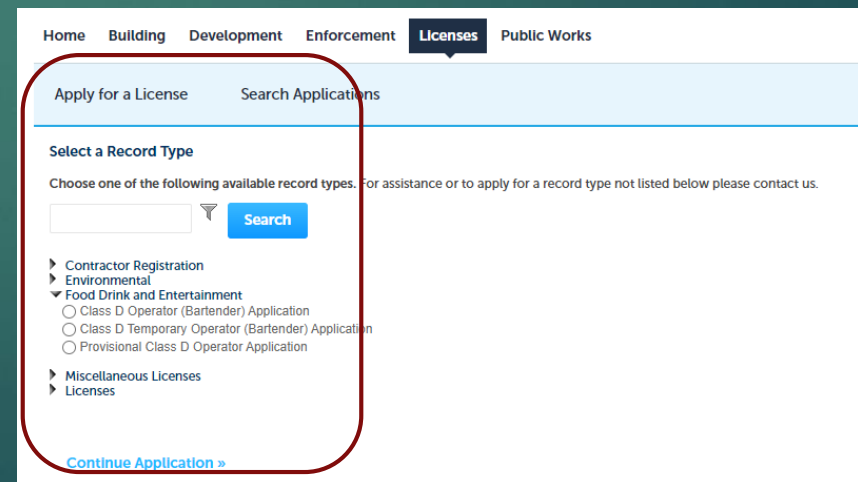 Home Building Development Enforcement Licenses Public Works
Apply for a License Search Applications
Select a Record Type
Choose one of the following available record types. For assistance or to apply for a record type not listed below please contact us.
Search
Contractor Registration
Environmental
Food Drink and Entertainment
Class D Operator (Bartender) Application
Class D Temporary Operator (Bartender) Application
Provisional Class D Operator Application
Miscellaneous Licenses
Licenses
Continue Application »